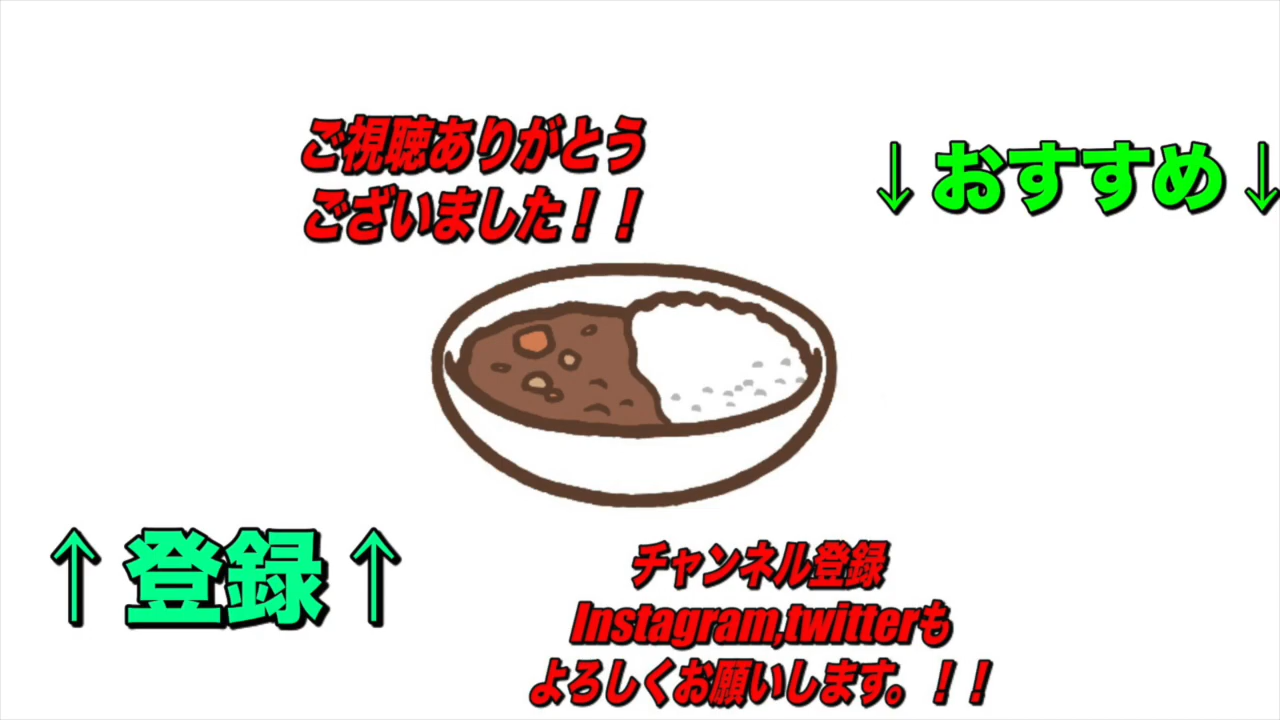 ご視聴ありがとう
ございました！！
↓おすすめ↓
↑登録↑
チャンネル登録
Instagram,twitterも
よろしくお願いします。！！